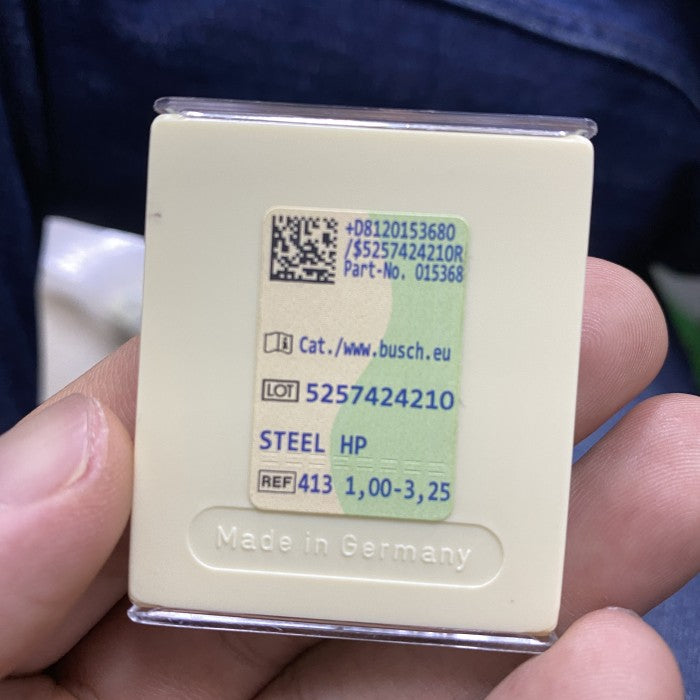 +D8120153680
/$5257424210R
Part-No. 015368
Cat./www.busch.eu
LOT 5257424210
STEEL HP
REF 413 1,00-3,25
Made in Germany